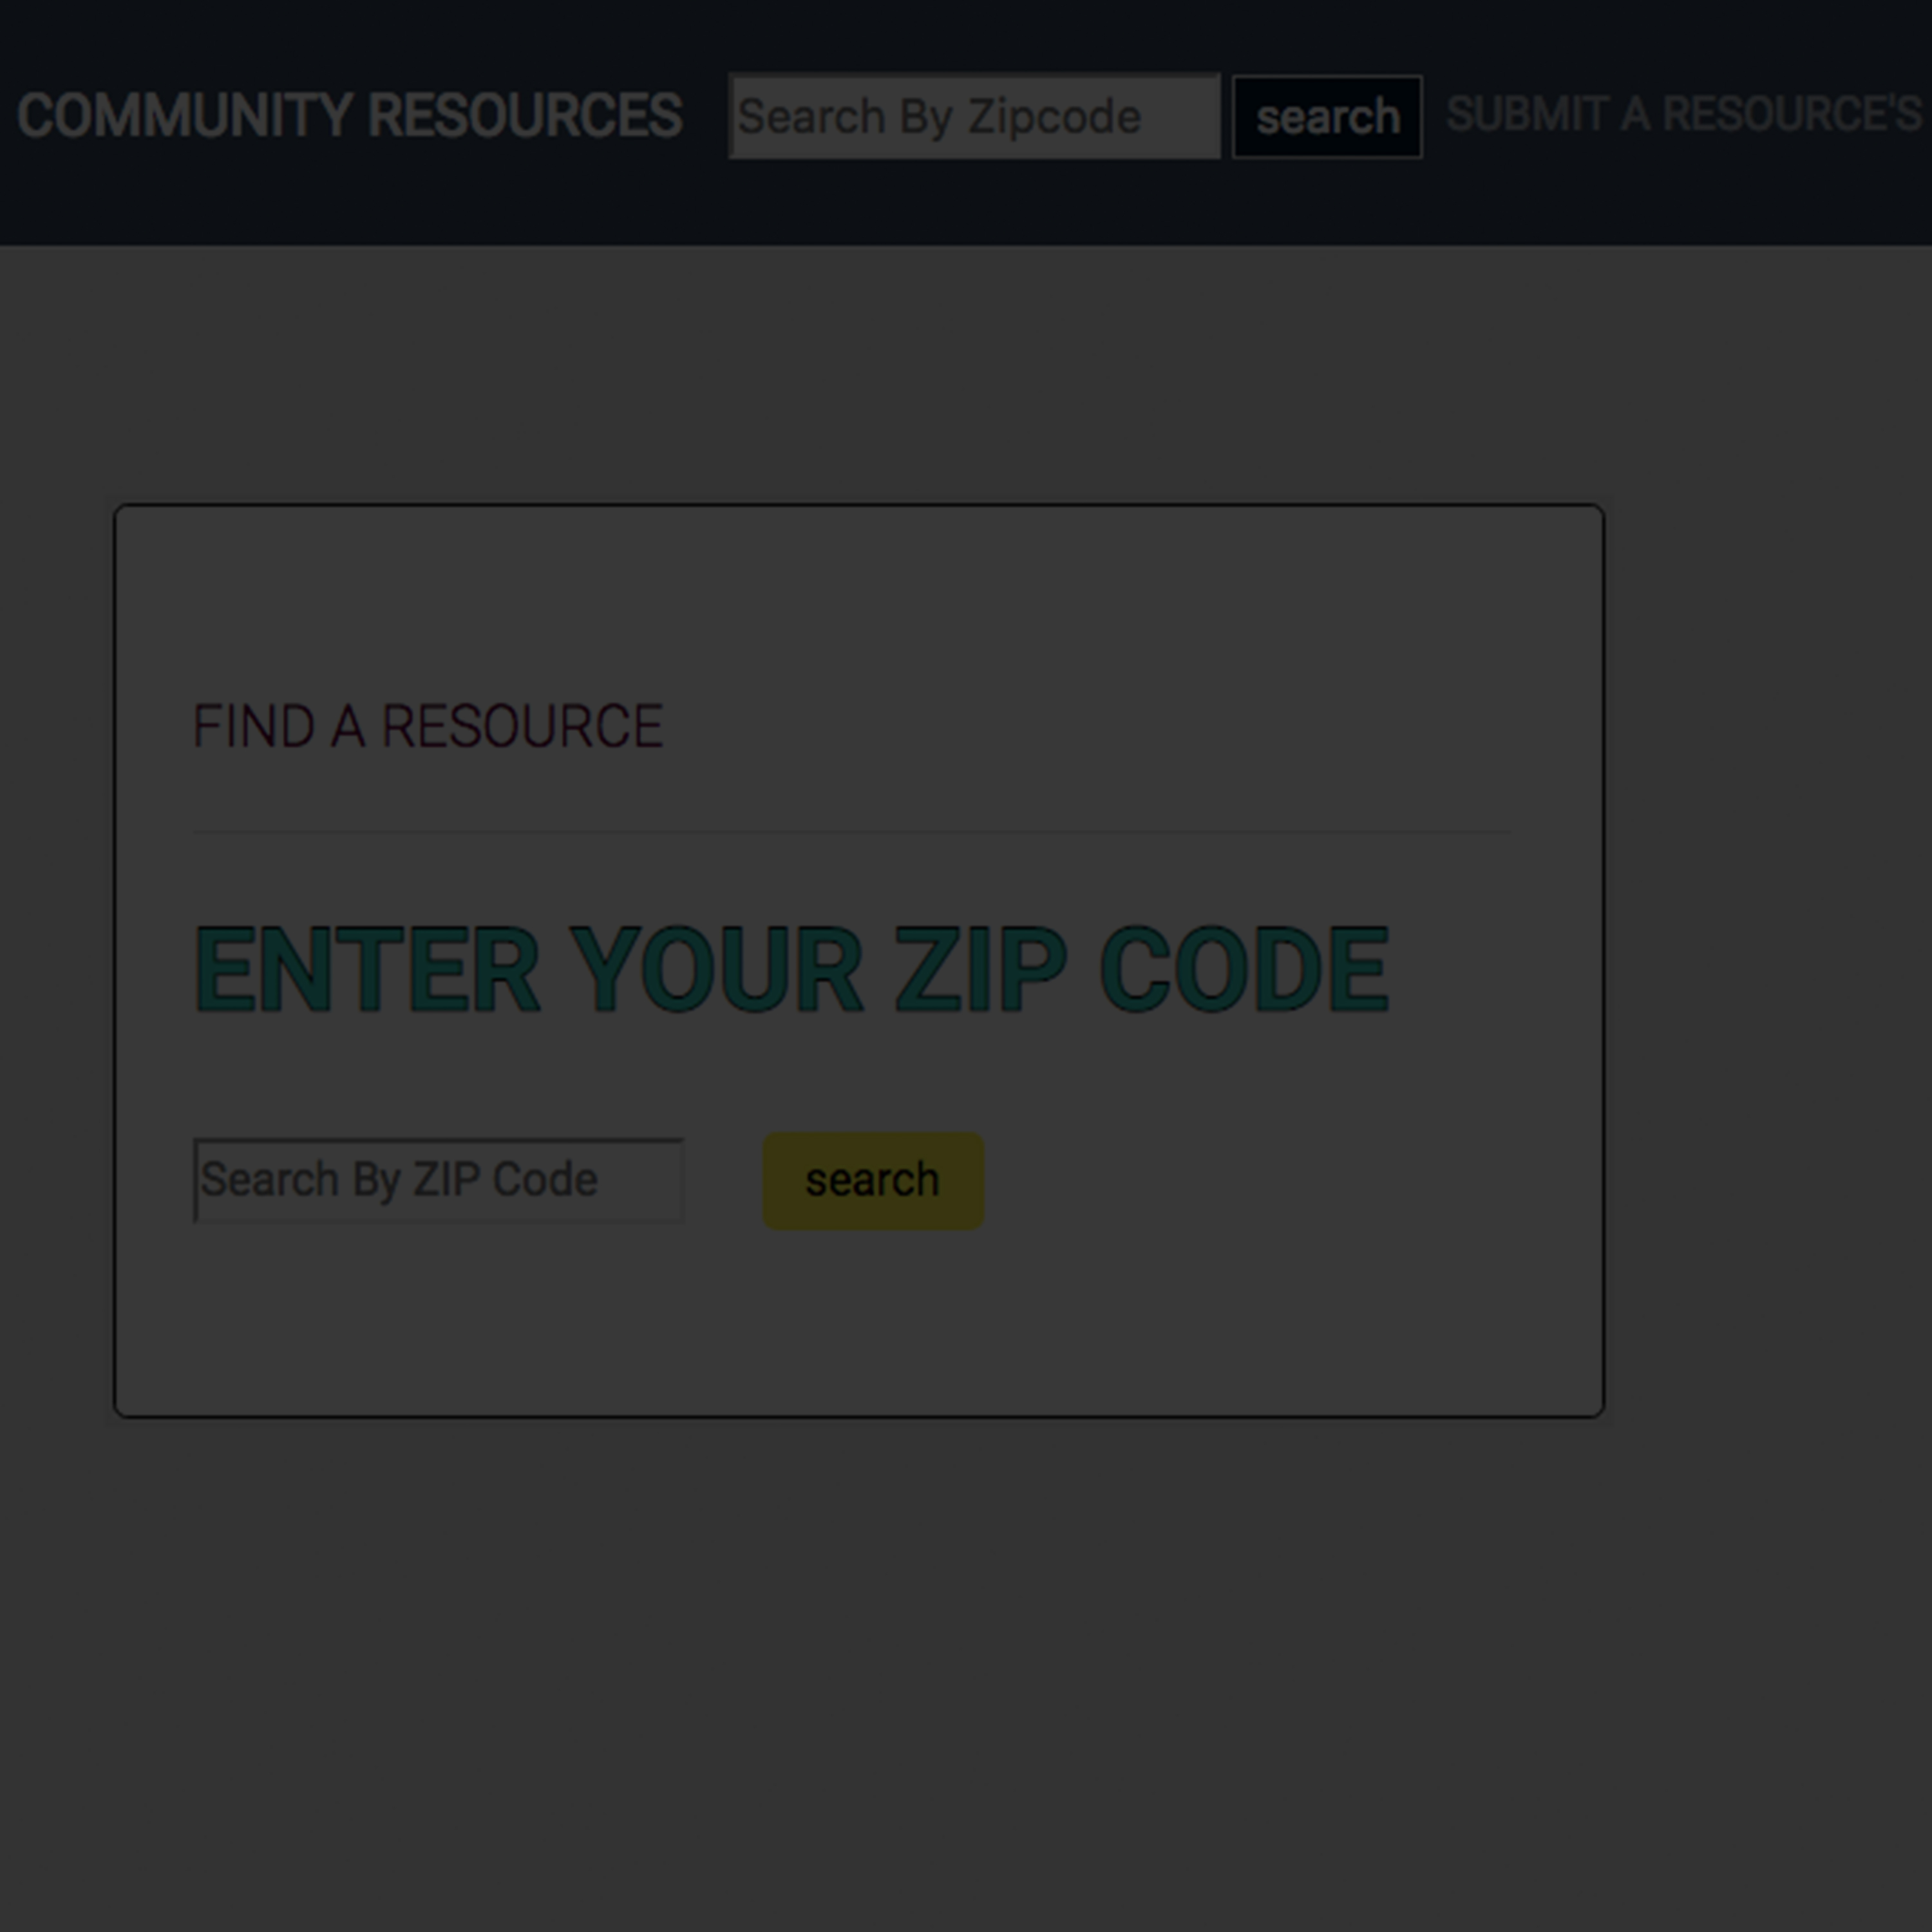 COMMUNITY RESOURCES Search By Zipcode search SUBMIT A RESOURCE'S
FIND A RESOURCE
ENTER YOUR ZIP CODE
Search By ZIP Code search